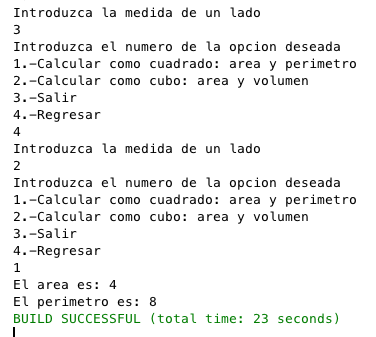 Introduzca la medida de un lado
3
Introduzca el numero de la opcion deseada
1.-Calcular como cuadrado: area y perimetro
2.-Calcular como cubo: area y volumen
3.-Salir
4.-Regresar
4
Introduzca la medida de un lado
2
Introduzca el numero de la opcion deseada
1.-Calcular como cuadrado: area y perimetro
2.-Calcular como cubo: area y volumen
3.-Salir
4.-Regresar
1
El area es: 4
El perimetro es: 8
BUILD SUCCESSFUL (total time: 23 seconds)